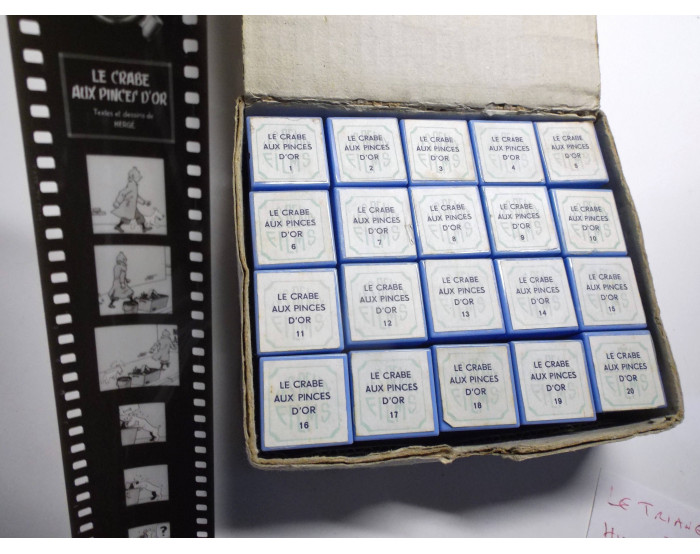 LE CRABE
AUX PINCES D'OR
Textes et dessins de
HERGÉ
?
LE CRABE
AUX PINCES
D'OR
1
LE CRABE
AUX PINCES
D'OR
2
LE CRABE
AUX PINCES
D'OR
3
LE CRABE
AUX PINCES
D'OR
4
LE CRABE
AUX PINCES
D'OR
5
LE CRABE
AUX PINCES
D'OR
6
LE CRABE
AUX PINCES
D'OR
7
LE CRABE
AUX PINCES
D'OR
8
LE CRABE
AUX PINCES
D'OR
9
LE CRABE
AUX PINCES
D'OR
10
LE CRABE
AUX PINCES
D'OR
11
LE CRABE
AUX PINCES
D'OR
12
LE CRABE
AUX PINCES
D'OR
13
LE CRABE
AUX PINCES
D'OR
14
LE CRABE
AUX PINCES
D'OR
15
LE CRABE
AUX PINCES
D'OR
16
LE CRABE
AUX PINCES
D'OR
17
LE CRABE
AUX PINCES
D'OR
18
LE CRABE
AUX PINCES
D'OR
19
LE CRABE
AUX PINCES
D'OR
20
LE TRIANG